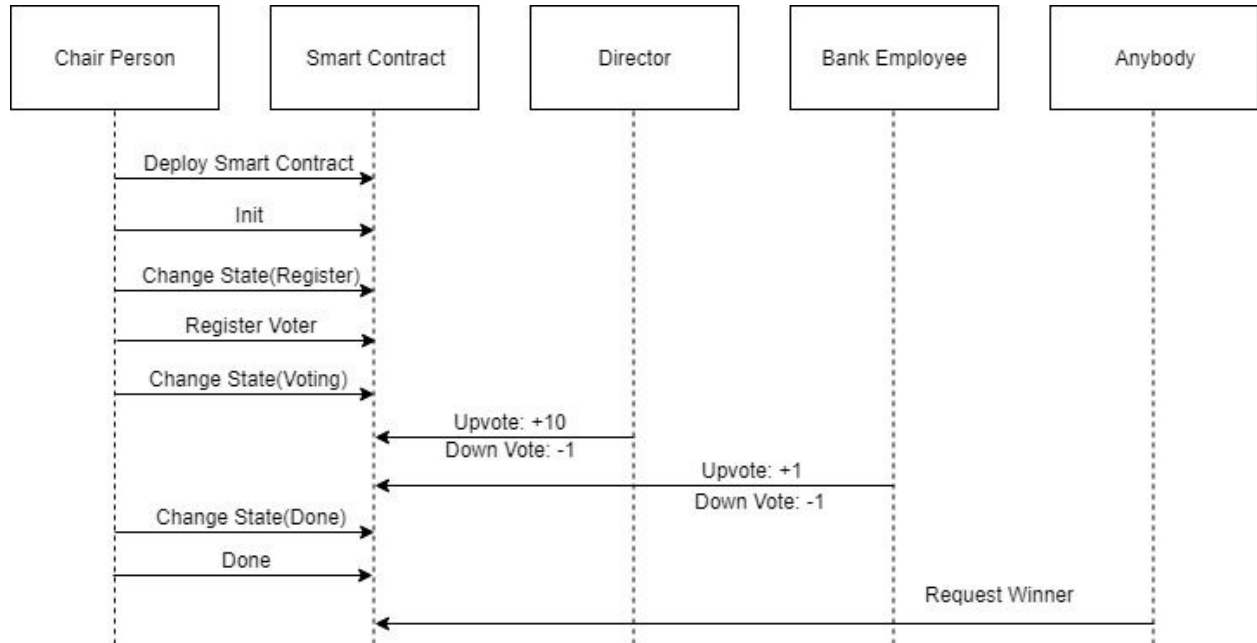 Chair Person
Smart Contract
Director
Bank Employee
Anybody
Deploy Smart Contract
Init
Change State(Register)
Register Voter
Change State(Voting)
Upvote: +10
Down Vote: -1
Upvote: +1
Down Vote: -1
Change State(Done)
Done
Request Winner